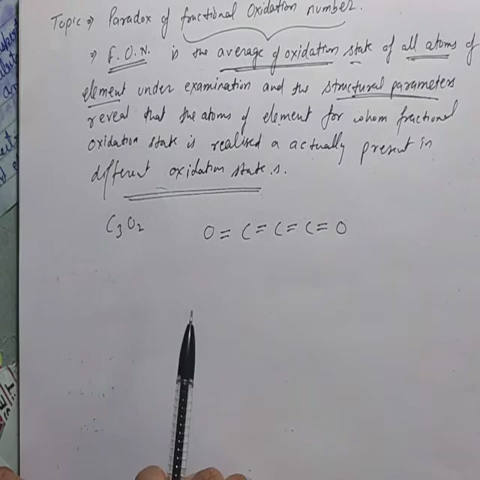 Topic ⇒ Paradox of fractional Oxidation number.
⇒ F.O.N. is the average of oxidation state of all atoms of
element under examination and the structural parameters
reveal that the atoms of element for whom fractional
oxidation state is realised a actually present in
different oxidation state.s.
C3O2 O=C=C=C=O